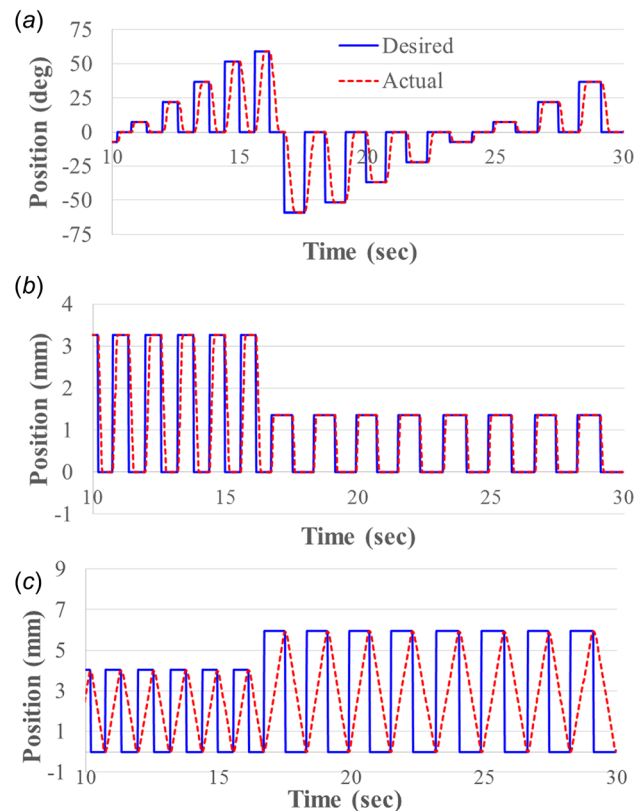 (a)
75
50
25
0
-25
-50
-75
Position (deg)
Desired
Actual
10 15 20 25 30
Time (sec)
(b)
4
3
2
1
0
-1
Position (mm)
10 15 20 25 30
Time (sec)
(c)
9
7
5
3
1
-1
Position (mm)
10 15 20 25 30
Time (sec)